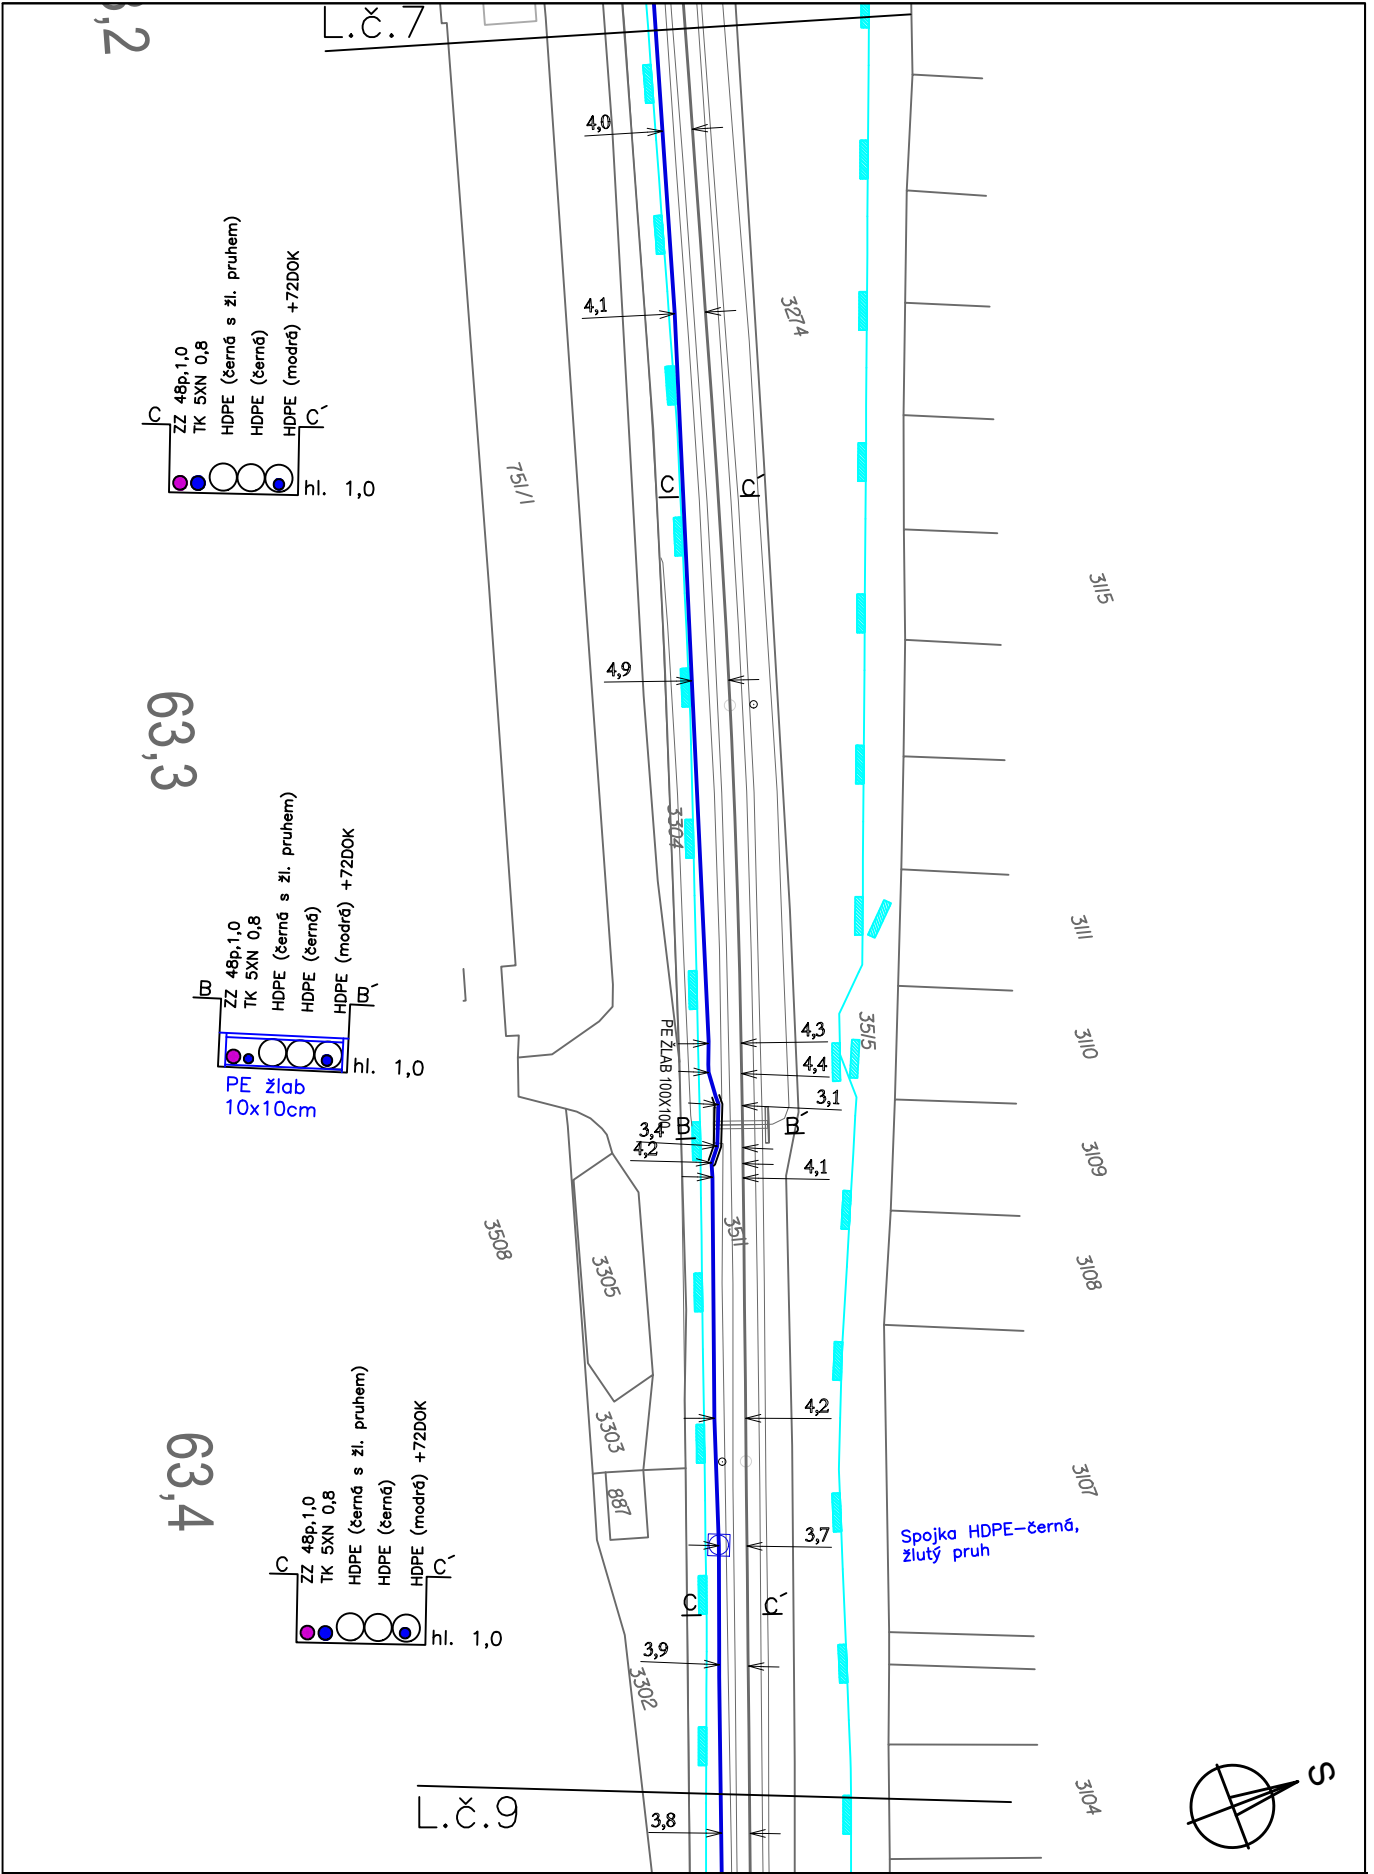 3,2
L.č.7
4,0
4,1
3274
ZZ 48p,1,0
TK 5XN 0,8
HDPE (černá s žl. pruhem)
HDPE (černá)
HDPE (modrá) +72DOK
C C´
hl. 1,0
751/1
C C´
3115
4,9
63,3
3304
ZZ 48p,1,0
TK 5XN 0,8
HDPE (černá s žl. pruhem)
HDPE (černá)
HDPE (modrá) +72DOK
B B´
hl. 1,0
PE žlab
10x10cm
3111
3110
3515
PE ŽLAB 100X100
4,3
4,4
3,1
B B´
3,4
4,2
4,1
3109
3508
3511
3305
3108
4,2
3303
63,4
887
3107
ZZ 48p,1,0
TK 5XN 0,8
HDPE (černá s žl. pruhem)
HDPE (černá)
HDPE (modrá) +72DOK
C C´
hl. 1,0
3,7
Spojka HDPE-černá,
žlutý pruh
C C´
3,9
3302
L.č.9
3,8
3104
S